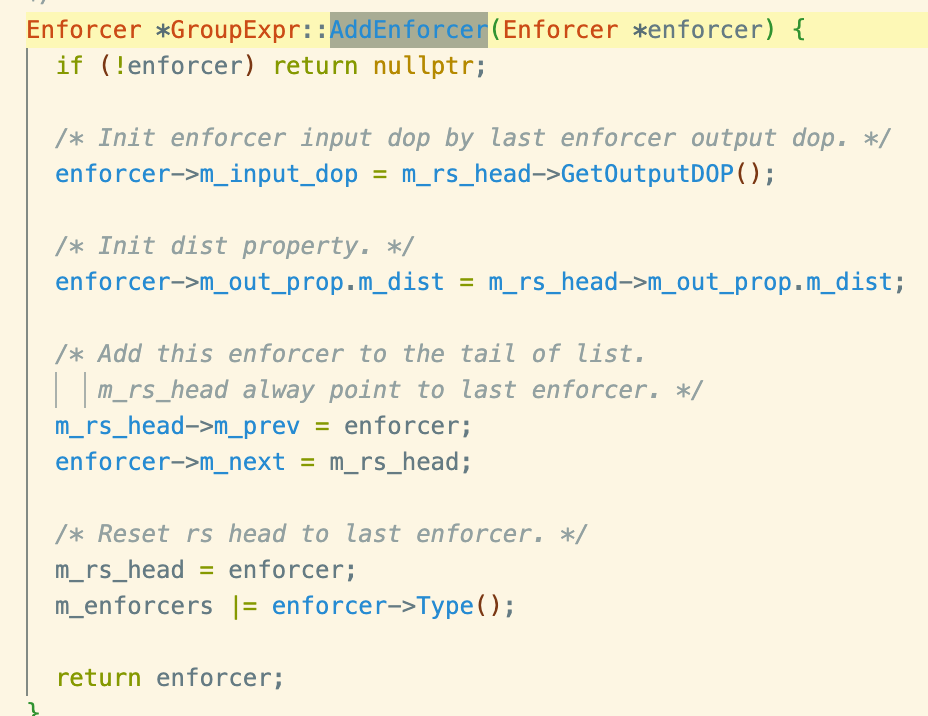 */
Enforcer *GroupExpr::AddEnforcer(Enforcer *enforcer) {
if (!enforcer) return nullptr;
/* Init enforcer input dop by last enforcer output dop. */
enforcer->m_input_dop = m_rs_head->GetOutputDOP();
/* Init dist property. */
enforcer->m_out_prop.m_dist = m_rs_head->m_out_prop.m_dist;
/* Add this enforcer to the tail of list.
m_rs_head alway point to last enforcer. */
m_rs_head->m_prev = enforcer;
enforcer->m_next = m_rs_head;
/* Reset rs head to last enforcer. */
m_rs_head = enforcer;
m_enforcers |= enforcer->Type();
return enforcer;
}